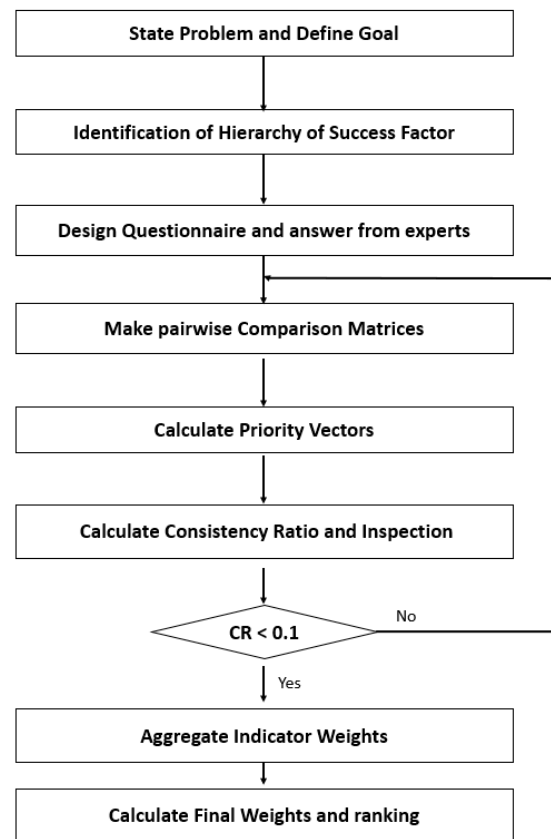 State Problem and Define Goal
Identification of Hierarchy of Success Factor
Design Questionnaire and answer from experts
Make pairwise Comparison Matrices
Calculate Priority Vectors
Calculate Consistency Ratio and Inspection
CR < 0.1
No
Yes
Aggregate Indicator Weights
Calculate Final Weights and ranking